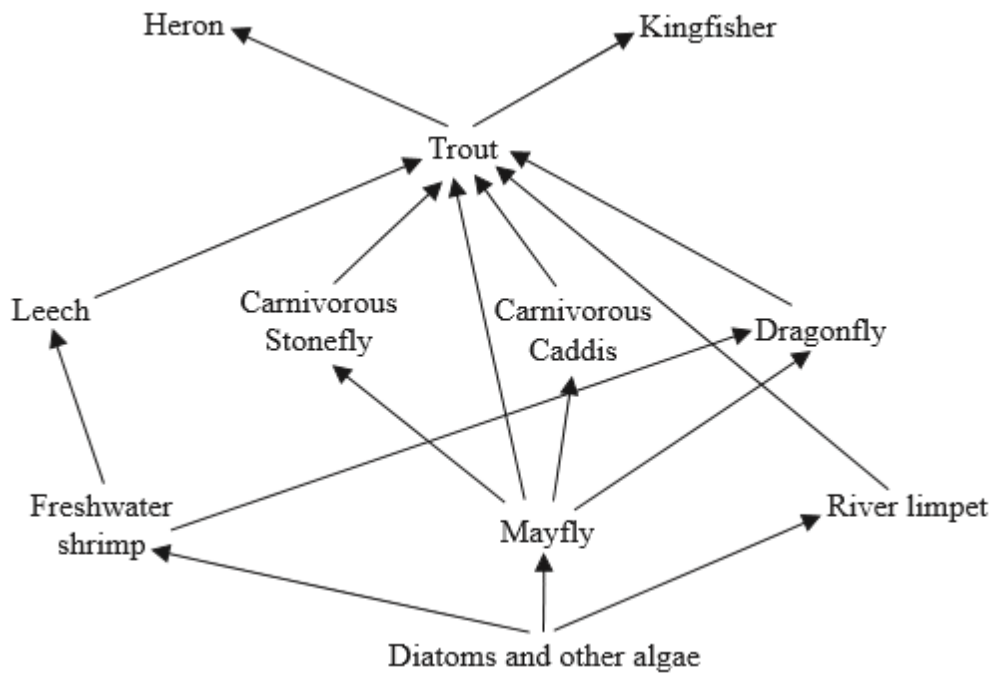 Heron
Kingfisher
Trout
Leech
Carnivorous
Stonefly
Carnivorous
Caddis
Dragonfly
Freshwater
shrimp
Mayfly
River limpet
Diatoms and other algae